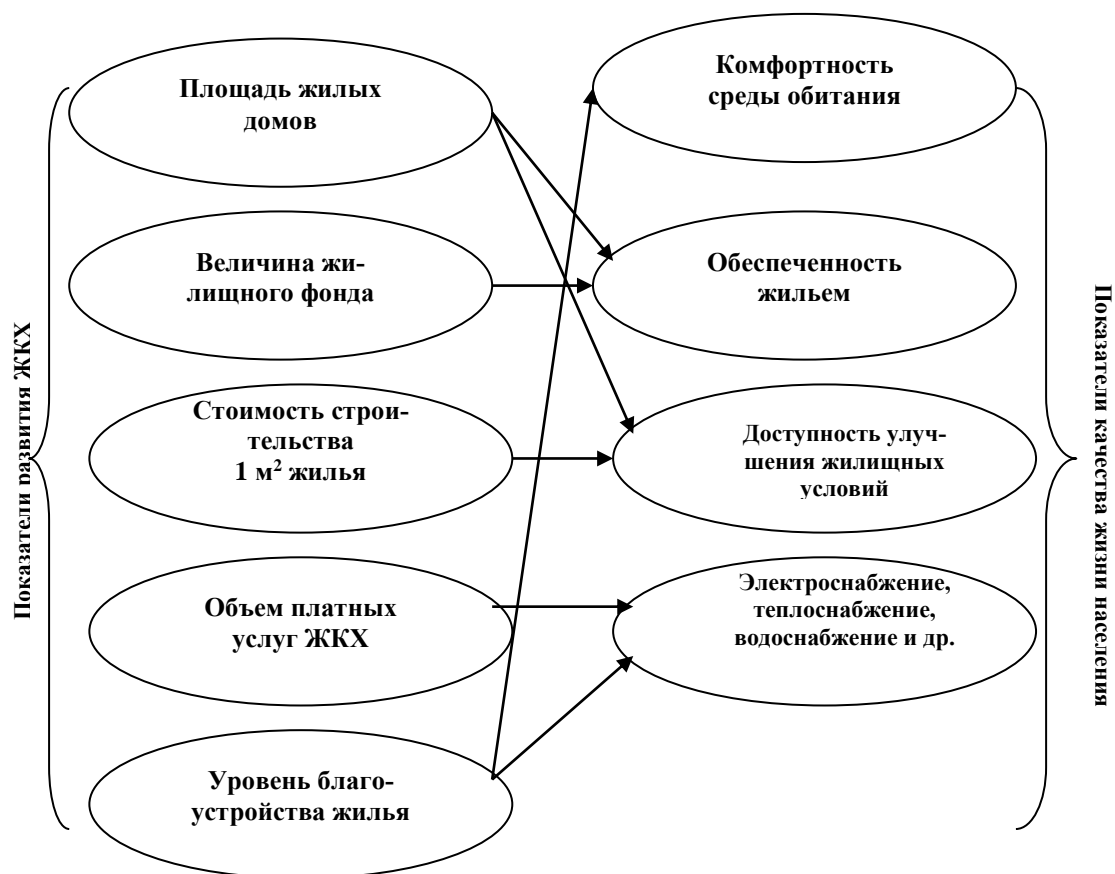 Показатели развития ЖКХ
Площадь жилых
домов
Величина жи-
лищного фонда
Стоимость строи-
тельства
1 м² жилья
Объем платных
услуг ЖКХ
Уровень благо-
устройства жилья
Комфортность
среды обитания
Обеспеченность
жильем
Доступность улуч-
шения жилищных
условий
Электроснабжение,
теплоснабжение,
водоснабжение и др.
Показатели качества жизни населения